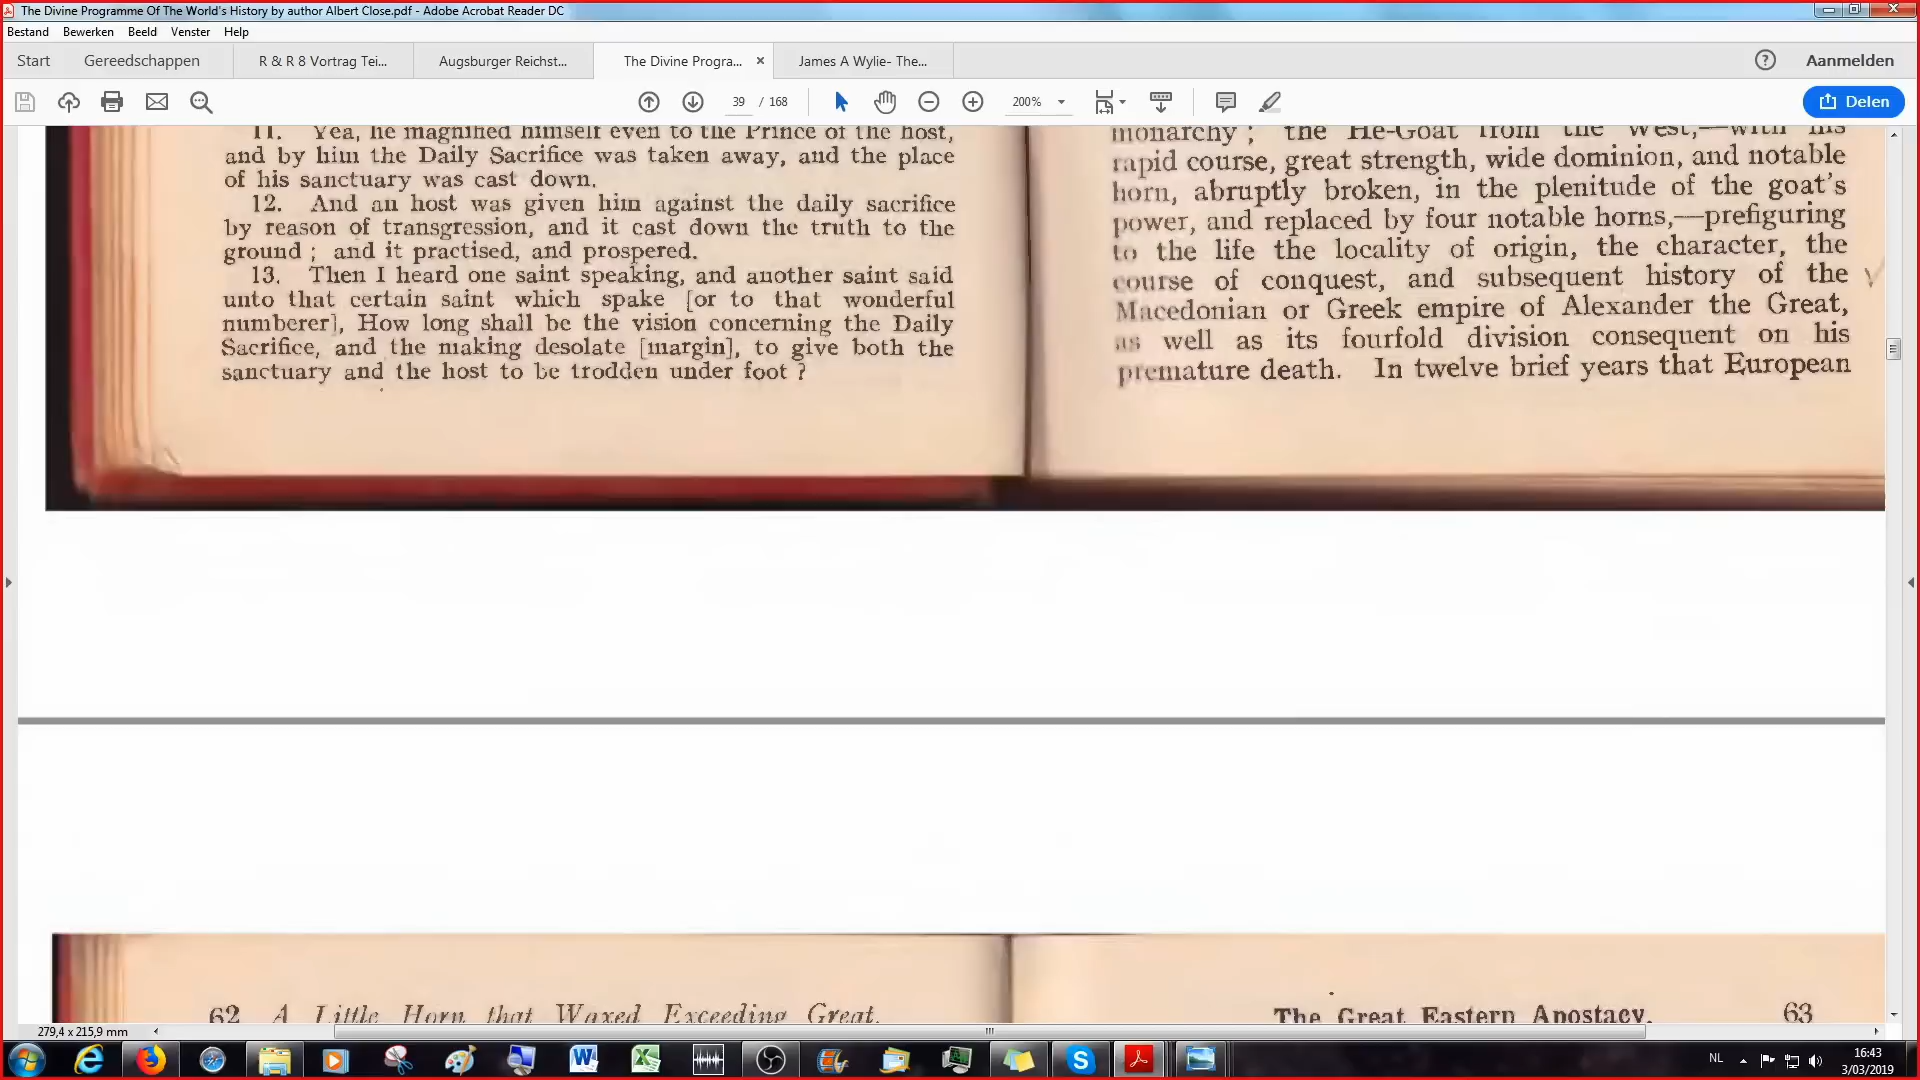 The Divine Programme Of The World's History by author Albert Close.pdf - Adobe Acrobat Reader DC
Bestand Bewerken Beeld Venster Help
Start Gereedschappen R & R 8 Vortrag Tei... Augsburger Reichst... The Divine Progra... James A Wylie- The... Aanmelden
39 / 168 200% Delen
11. Yea, he magnified himself even to the Prince of the host,
and by him the Daily Sacrifice was taken away, and the place
of his sanctuary was cast down.
12. And an host was given him against the daily sacrifice
by reason of transgression, and it cast down the truth to the
ground ; and it practised, and prospered.
13. Then I heard one saint speaking, and another saint said
unto that certain saint which spake [or to that wonderful
numberer], How long shall be the vision concerning the Daily
Sacrifice, and the making desolate [margin], to give both the
sanctuary and the host to be trodden under foot ?
monarchy ; the He-Goat from the West,—with his
rapid course, great strength, wide dominion, and notable
horn, abruptly broken, in the plenitude of the goat's
power, and replaced by four notable horns,—prefiguring
to the life the locality of origin, the character, the
course of conquest, and subsequent history of the
Macedonian or Greek empire of Alexander the Great,
as well as its fourfold division consequent on his
premature death. In twelve brief years that European
62 A Little Horn that Waxed Exceeding Great.
The Great Eastern Apostacy. 63
279,4 x 215,9 mm
NL 16:43
3/03/2019